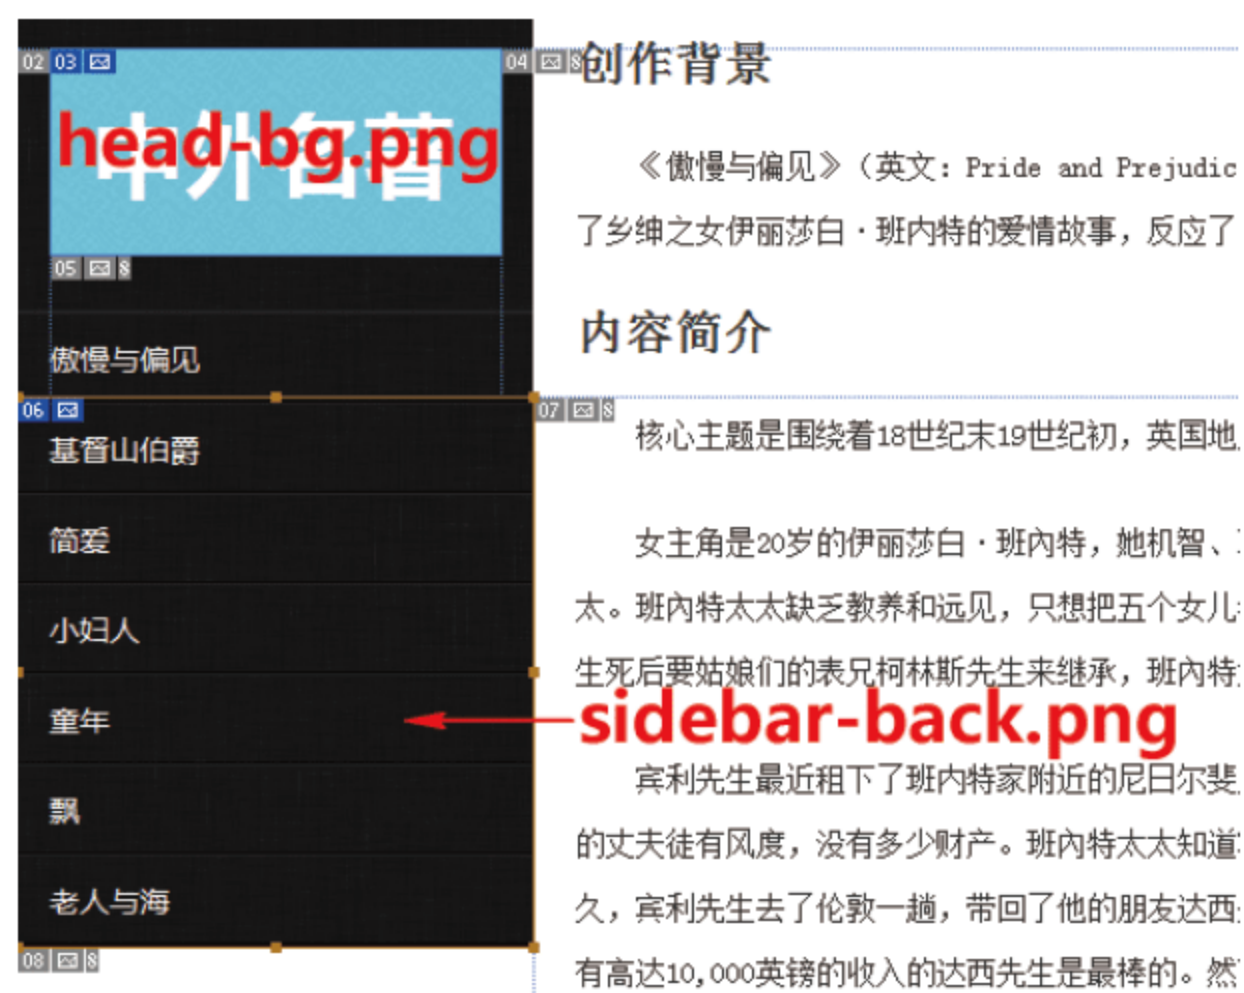 02 03
04 8
创作背景
中外名著
head-bg.png
《傲慢与偏见》（英文：Pride and Prejudic
了乡绅之女伊丽莎白·班内特的爱情故事，反应了
05 8
内容简介
傲慢与偏见
06
07 8
核心主题是围绕着18世纪末19世纪初，英国地
基督山伯爵
简爱
女主角是20岁的伊丽莎白·班內特，她机智、
小妇人
太。班內特太太缺乏教养和远见，只想把五个女儿
生死后要姑娘们的表兄柯林斯先生来继承，班內特
童年
sidebar-back.png
宾利先生最近租下了班内特家附近的尼日尔斐
飘
的丈夫徒有风度，没有多少财产。班內特太太知道
老人与海
久，宾利先生去了伦敦一趟，带回了他的朋友达西
08 8
有高达10,000英镑的收入的达西先生是最棒的。然